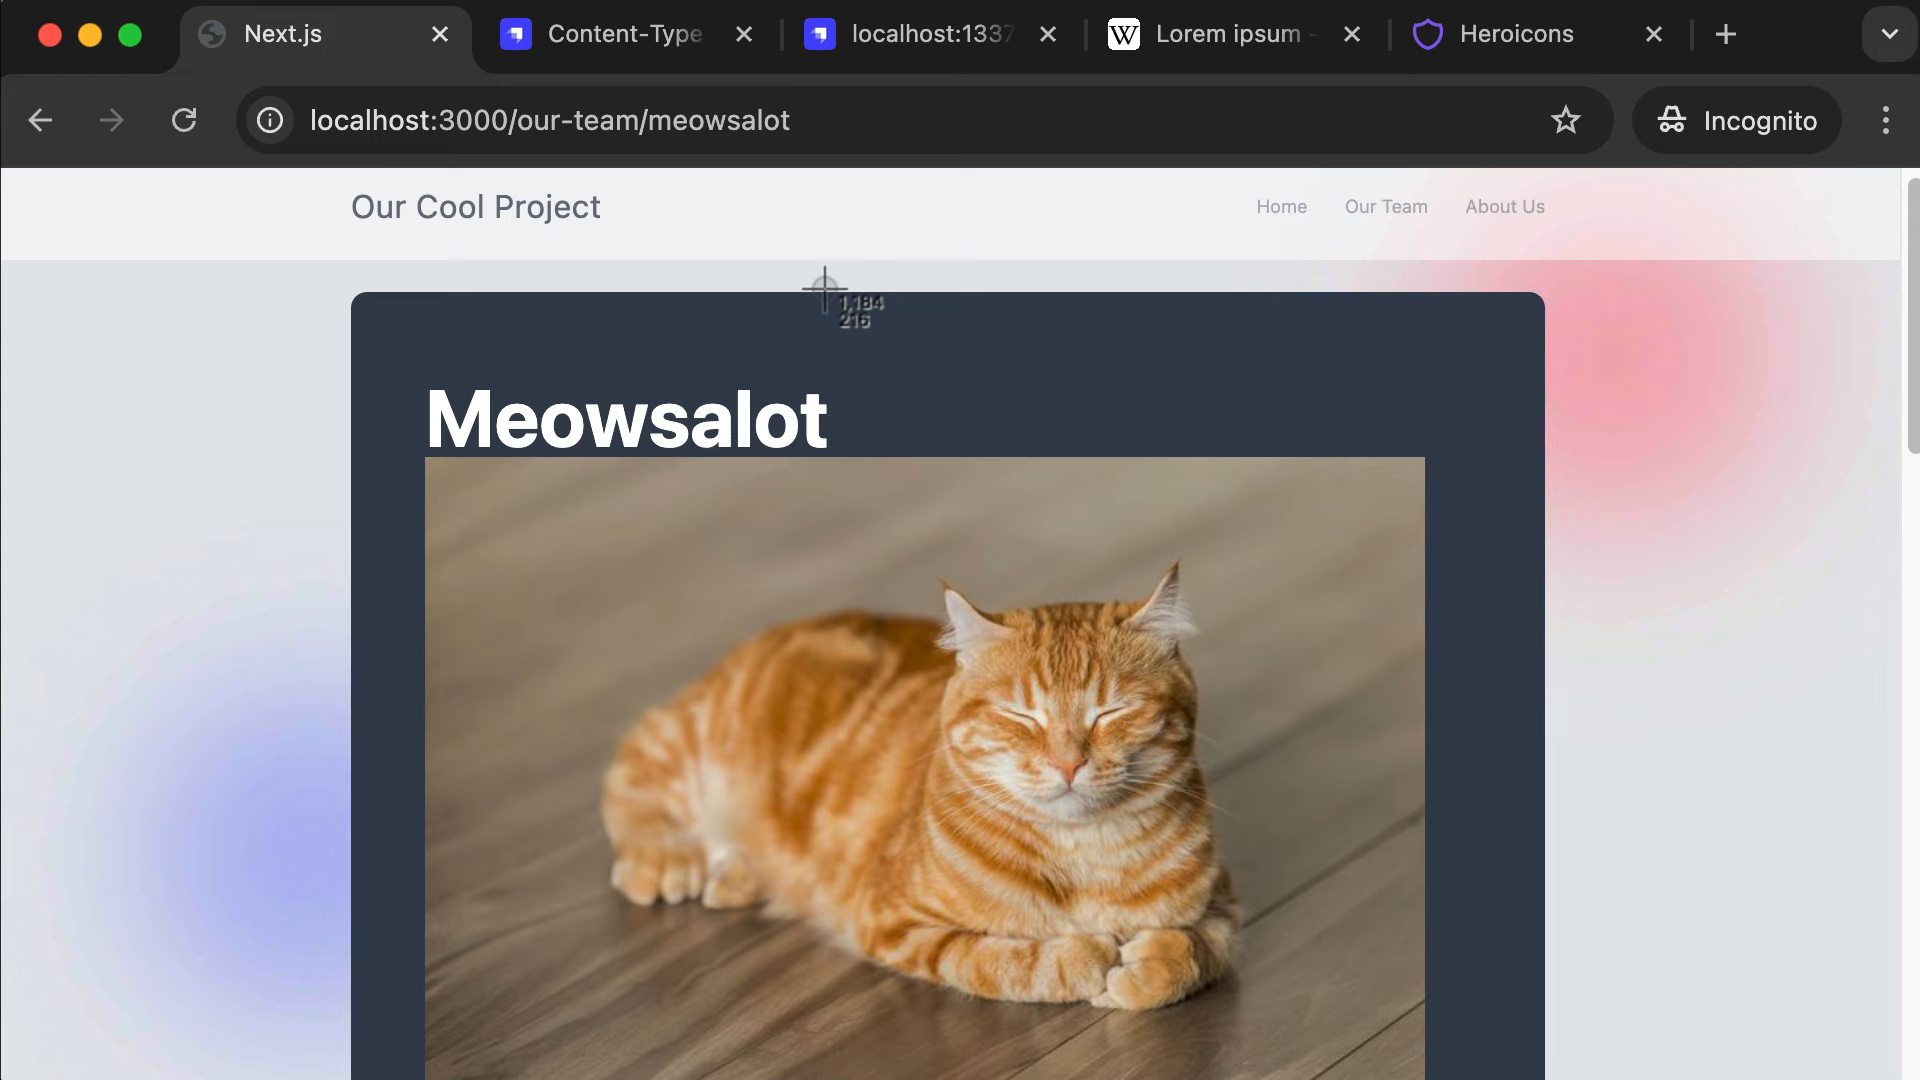 Next.js
Content-Type
localhost:1337
Lorem ipsum -
Heroicons
localhost:3000/our-team/meowsalot
Incognito
Our Cool Project
Home
Our Team
About Us
1,184
216
Meowsalot